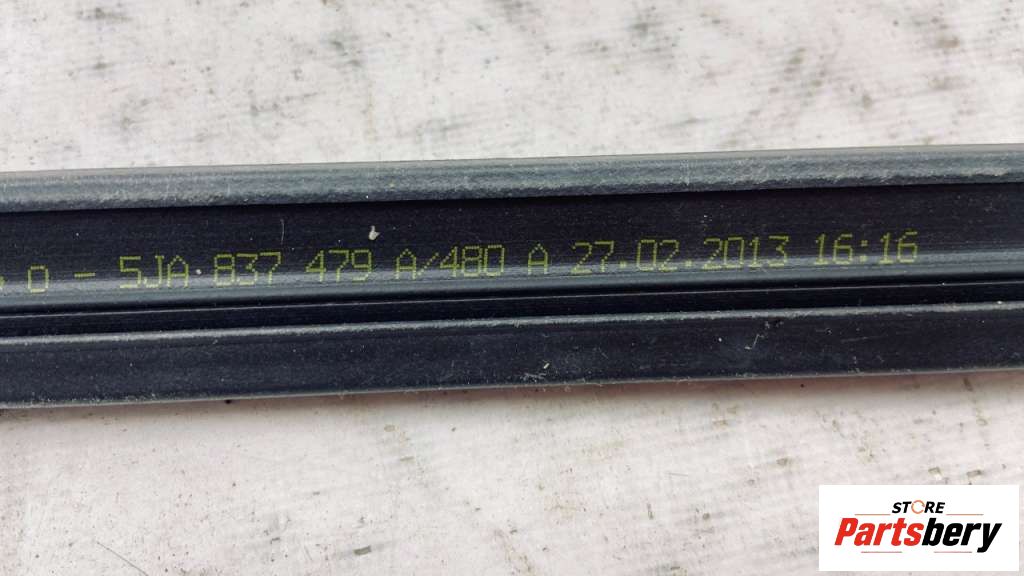 0 - 5JA 837 479 A/480 A 27.02.2013 16:16
STORE
Partsbery